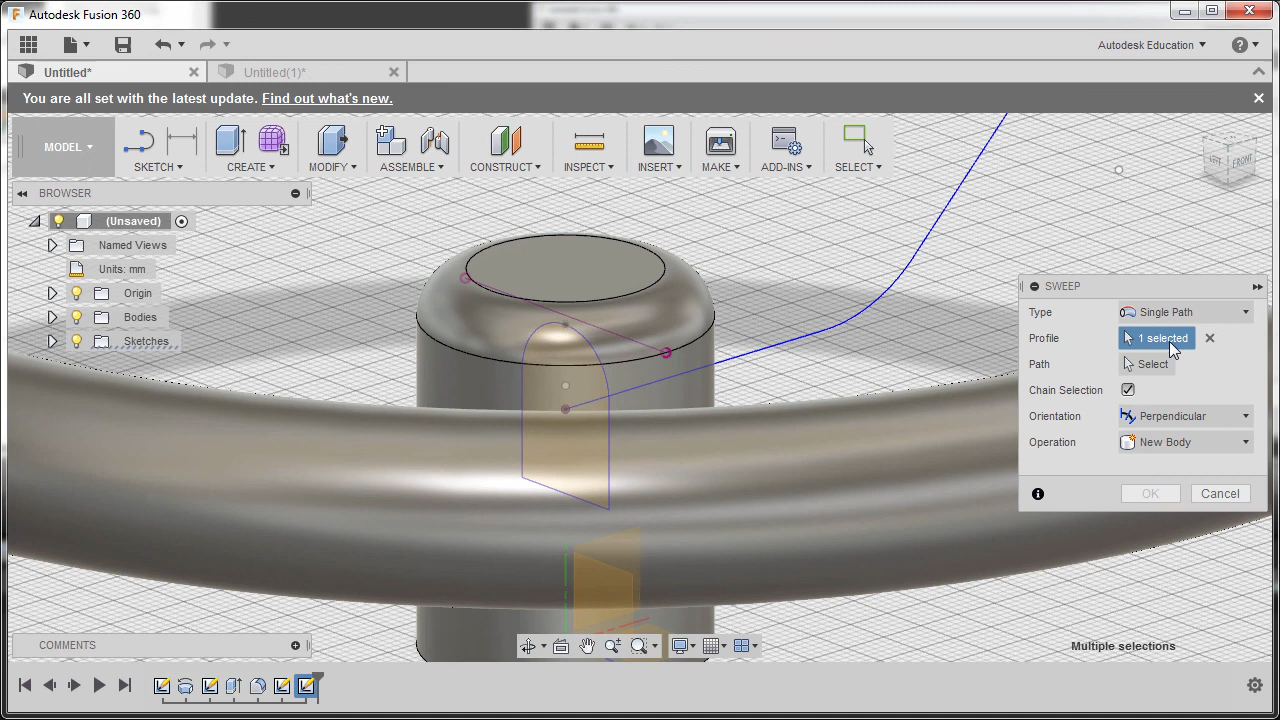 Autodesk Fusion 360
Autodesk Education
Untitled*
Untitled(1)*
You are all set with the latest update. Find out what's new.
MODEL
SKETCH
CREATE
MODIFY
ASSEMBLE
CONSTRUCT
INSPECT
INSERT
MAKE
ADD-INS
SELECT
BROWSER
(Unsaved)
Named Views
Units: mm
Origin
Bodies
Sketches
FRONT
SWEEP
Type Single Path
Profile 1 selected
Path Select
Chain Selection
Orientation Perpendicular
Operation New Body
OK Cancel
COMMENTS
Multiple selections